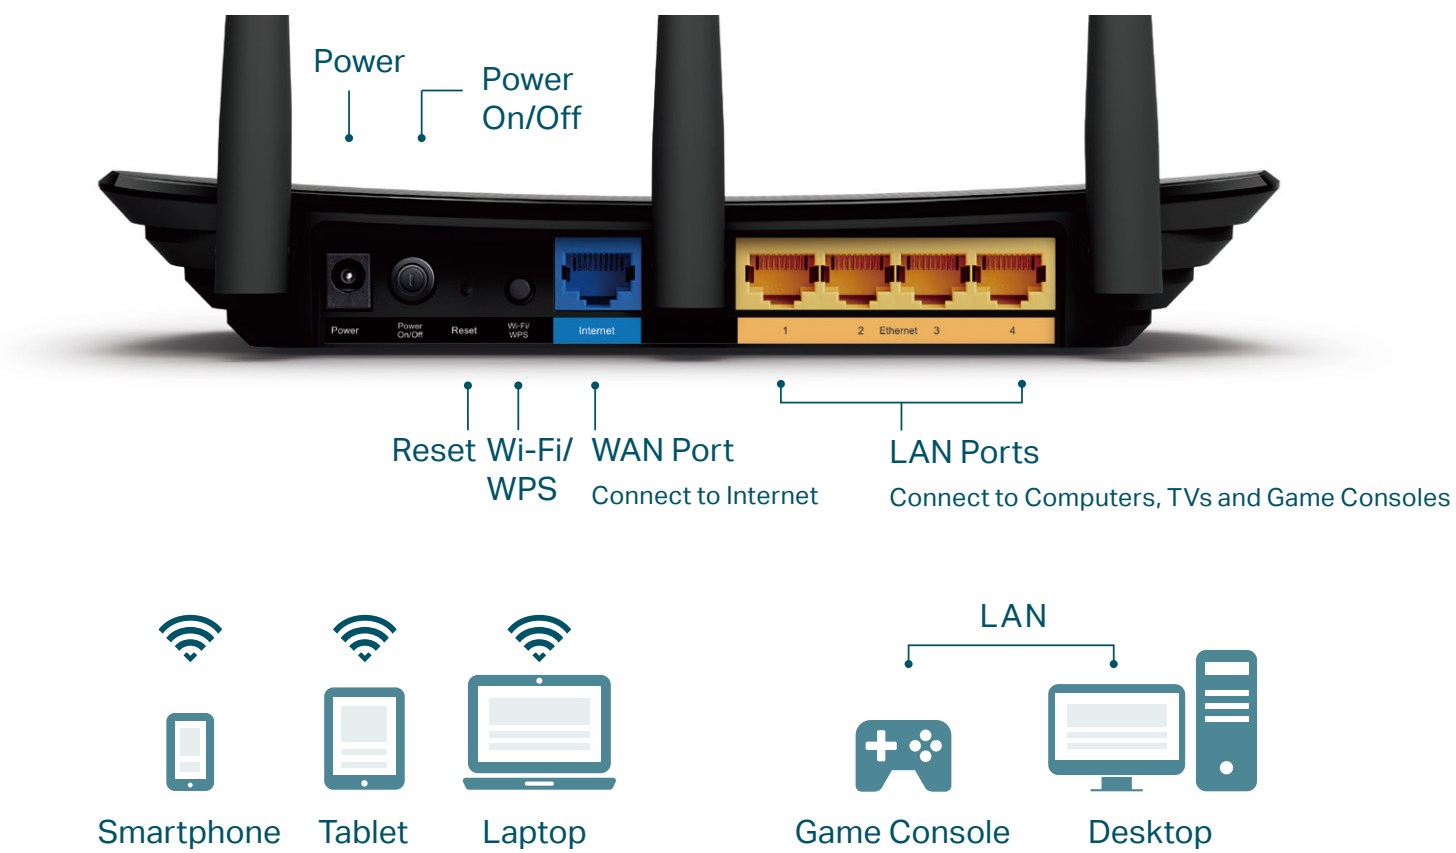 Power
Power
On/Off
Power
Power
On/Off
Reset
Wi-Fi/
WPS
Internet
1 2 Ethernet 3 4
Reset
Wi-Fi/
WPS
WAN Port
Connect to Internet
LAN Ports
Connect to Computers, TVs and Game Consoles
LAN
Smartphone
Tablet
Laptop
Game Console
Desktop